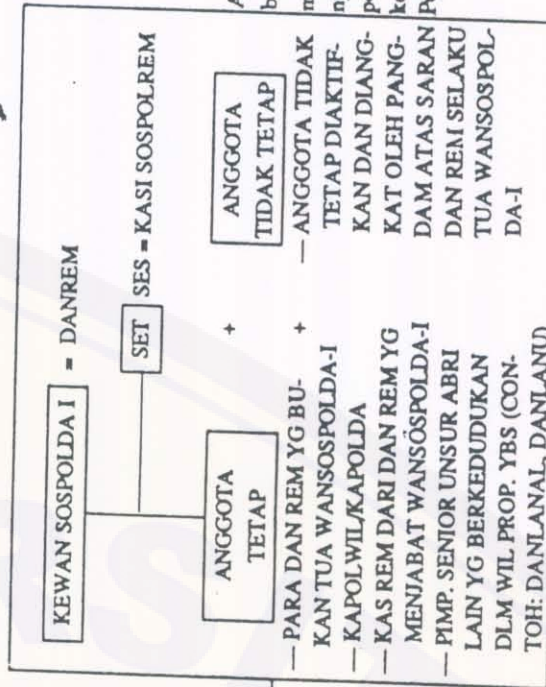 KEWAN SOSPOLDA I = DANREM
SET SES = KASI SOSPOLREM
ANGGOTA
TETAP
+
ANGGOTA
TIDAK TETAP
— PARA DAN REM YG BU-
KAN TUA WANSOSPOLDA-I
— KAPOLWIL/KAPOLDA
— KAS REM DARI DAN REM YG
MENJABAT WANSOSPOLDA-I
— PIMP. SENIOR UNSUR ABRI
LAIN YG BERKEDUDUKAN
DLM WIL PROP. YBS (CON-
TOH: DANLANAL, DANLANUD)
+
— ANGGOTA TIDAK
TETAP DIAKTIF-
KAN DAN DIANG-
KAT OLEH PANG-
DAM ATAS SARAN
DAN REM SELAKU
TUA WANSOSPOL-
DA-I